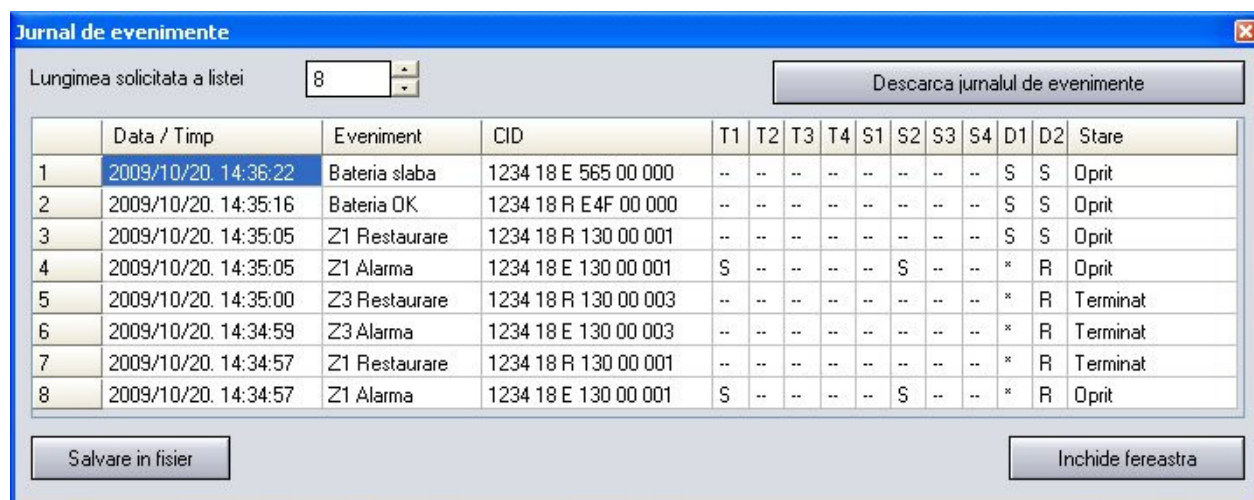 Jurnal de evenimente
Lungimea solicitata a listei 8 Descarca jurnalul de evenimente
Data / Timp Eveniment CID T1 T2 T3 T4 S1 S2 S3 S4 D1 D2 Stare
1 2009/10/20. 14:36:22 Bateria slaba 1234 18 E 565 00 000 -- -- -- -- -- -- -- -- S S Oprit
2 2009/10/20. 14:35:16 Bateria OK 1234 18 R E4F 00 000 -- -- -- -- -- -- -- -- S S Oprit
3 2009/10/20. 14:35:05 Z1 Restaurare 1234 18 R 130 00 001 -- -- -- -- -- -- -- -- S S Oprit
4 2009/10/20. 14:35:05 Z1 Alarma 1234 18 E 130 00 001 S -- -- -- -- S -- -- * R Oprit
5 2009/10/20. 14:35:00 Z3 Restaurare 1234 18 R 130 00 003 -- -- -- -- -- -- -- -- * R Terminat
6 2009/10/20. 14:34:59 Z3 Alarma 1234 18 E 130 00 003 -- -- -- -- -- -- -- -- * R Terminat
7 2009/10/20. 14:34:57 Z1 Restaurare 1234 18 R 130 00 001 -- -- -- -- -- -- -- -- * R Terminat
8 2009/10/20. 14:34:57 Z1 Alarma 1234 18 E 130 00 001 S -- -- -- -- S -- -- * R Oprit
Salvare in fisier Inchide fereastra